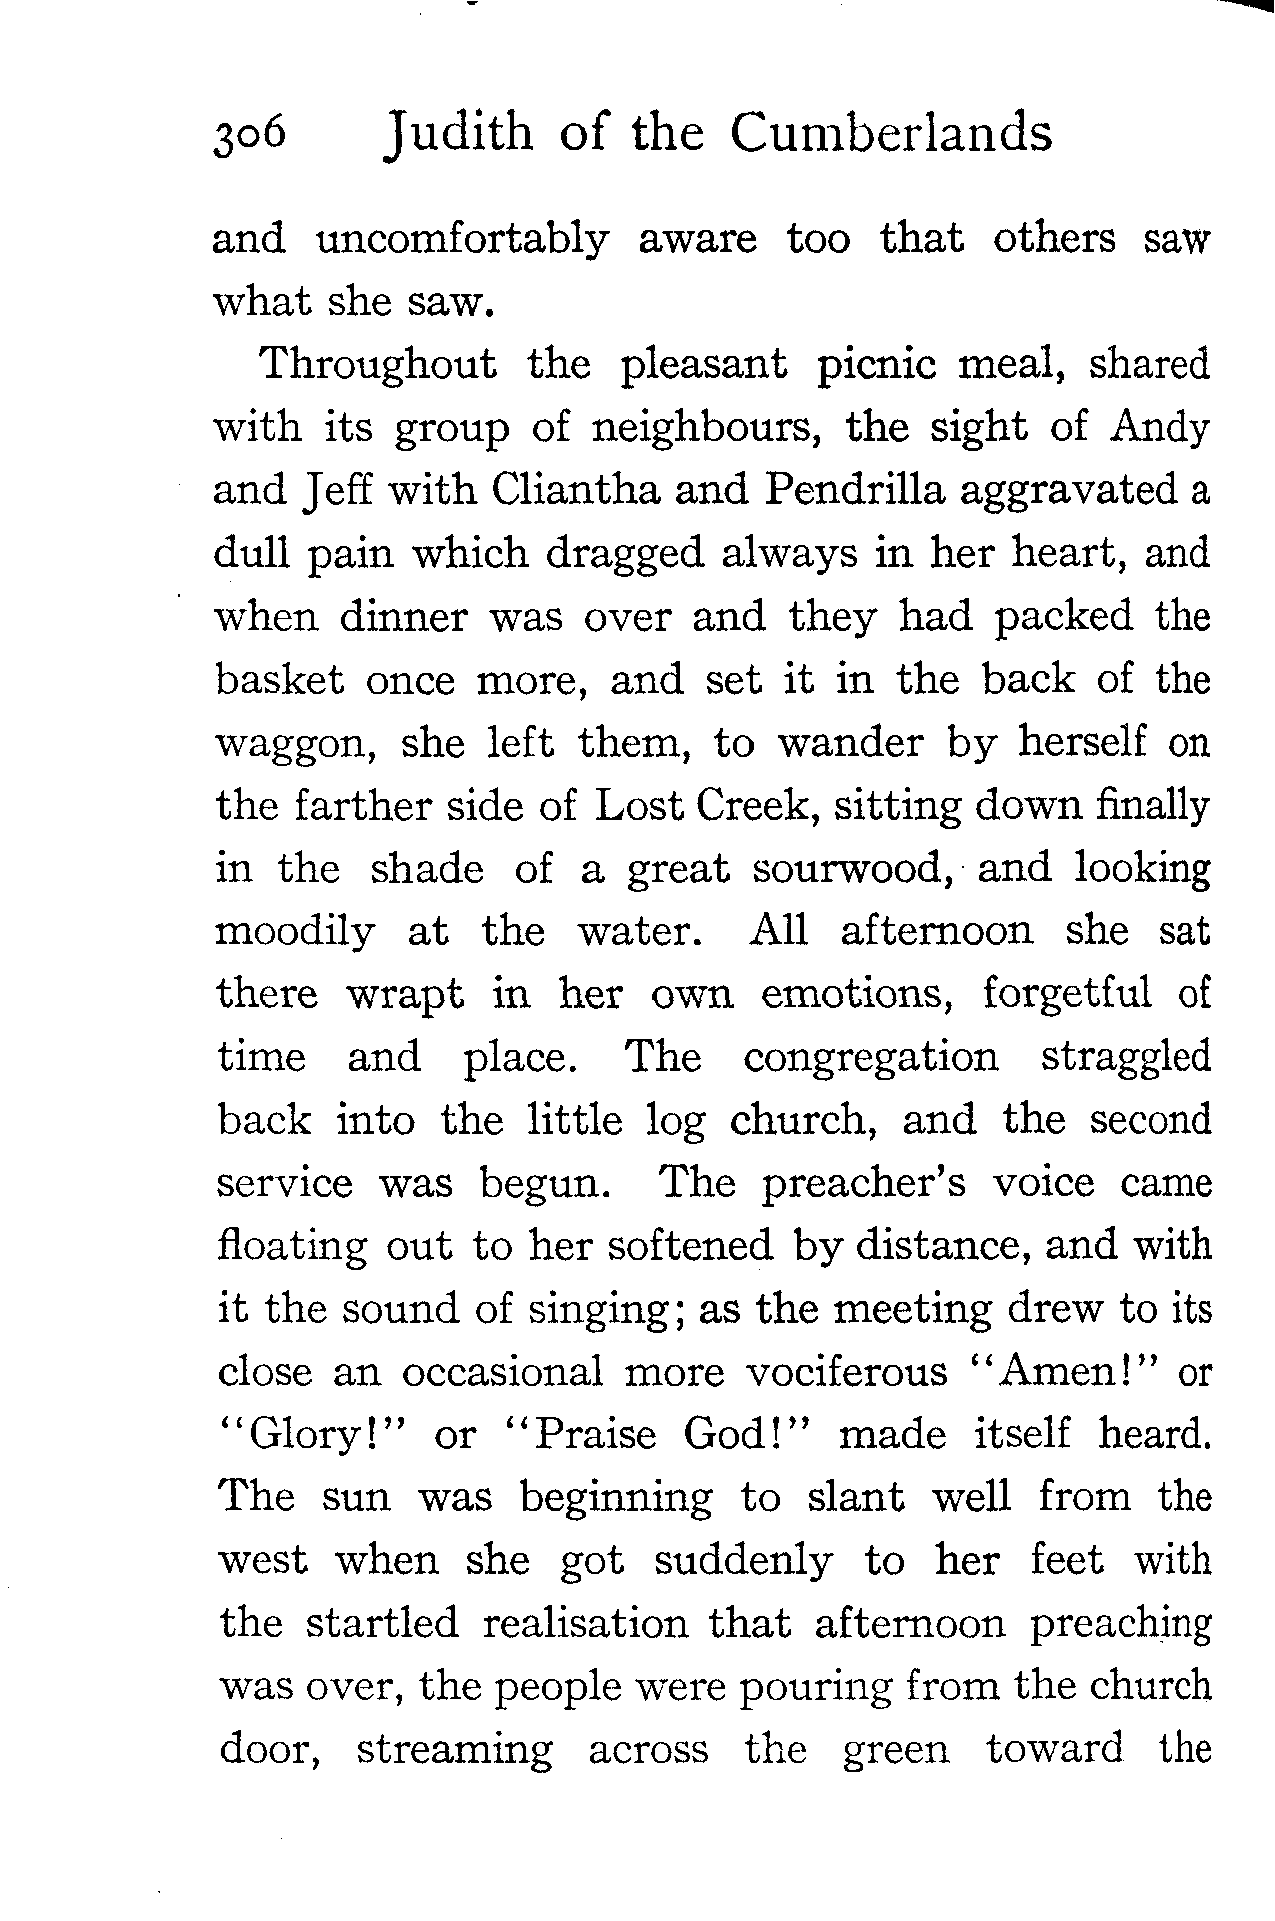 306 Judith of the Cumberlands
and uncomfortably aware too that others saw
what she saw.
Throughout the pleasant picnic meal, shared
with its group of neighbours, the sight of Andy
and Jeff with Cliantha and Pendrilla aggravated a
dull pain which dragged always in her heart, and
when dinner was over and they had packed the
basket once more, and set it in the back of the
waggon, she left them, to wander by herself on
the farther side of Lost Creek, sitting down finally
in the shade of a great sourwood, and looking
moodily at the water. All afternoon she sat
there wrapt in her own emotions, forgetful of
time and place. The congregation straggled
back into the little log church, and the second
service was begun. The preacher's voice came
floating out to her softened by distance, and with
it the sound of singing; as the meeting drew to its
close an occasional more vociferous "Amen!" or
"Glory!" or "Praise God!" made itself heard.
The sun was beginning to slant well from the
west when she got suddenly to her feet with
the startled realisation that afternoon preaching
was over, the people were pouring from the church
door, streaming across the green toward the